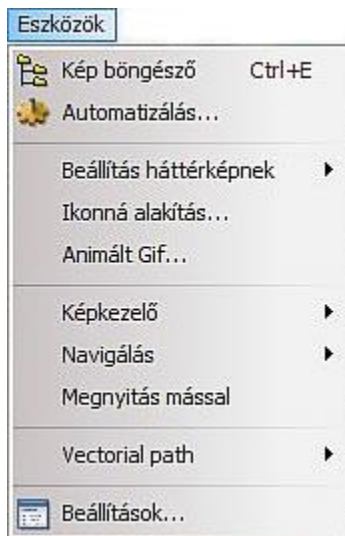 Eszközök
Kép böngésző Ctrl+E
Automatizálás...
Beállítás háttérképnek
Ikonná alakítás...
Animált Gif...
Képkezelő
Navigálás
Megnyitás mással
Vectorial path
Beállítások...